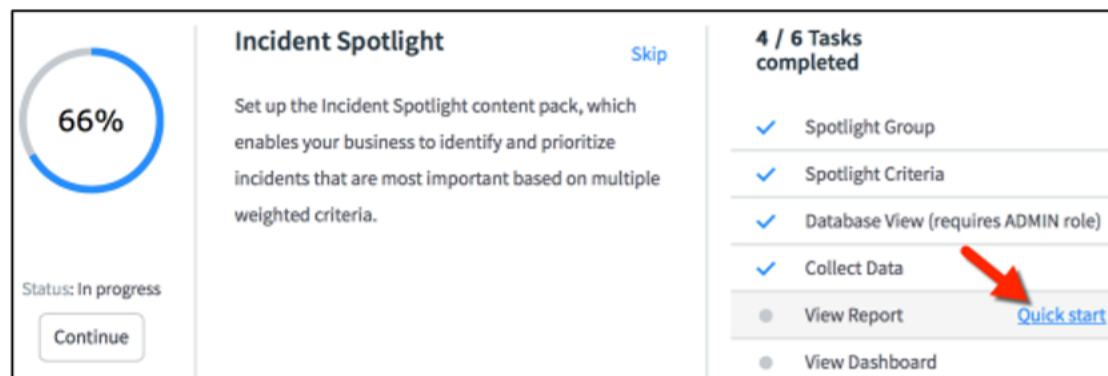 66%
Status: In progress
Continue
Incident Spotlight
Skip
Set up the Incident Spotlight content pack, which
enables your business to identify and prioritize
incidents that are most important based on multiple
weighted criteria.
4 / 6 Tasks
completed
Spotlight Group
Spotlight Criteria
Database View (requires ADMIN role)
Collect Data
View Report Quick start
View Dashboard